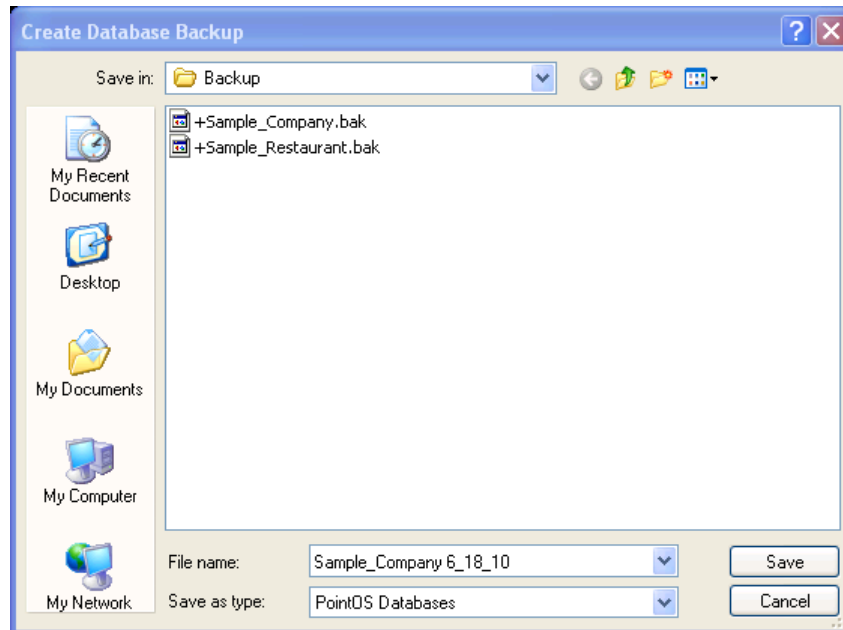 Create Database Backup
Save in:
Backup
+Sample_Company.bak
+Sample_Restaurant.bak
My Recent
Documents
Desktop
My Documents
My Computer
My Network
File name:
Sample_Company 6_18_10
Save
Save as type:
PointOS Databases
Cancel